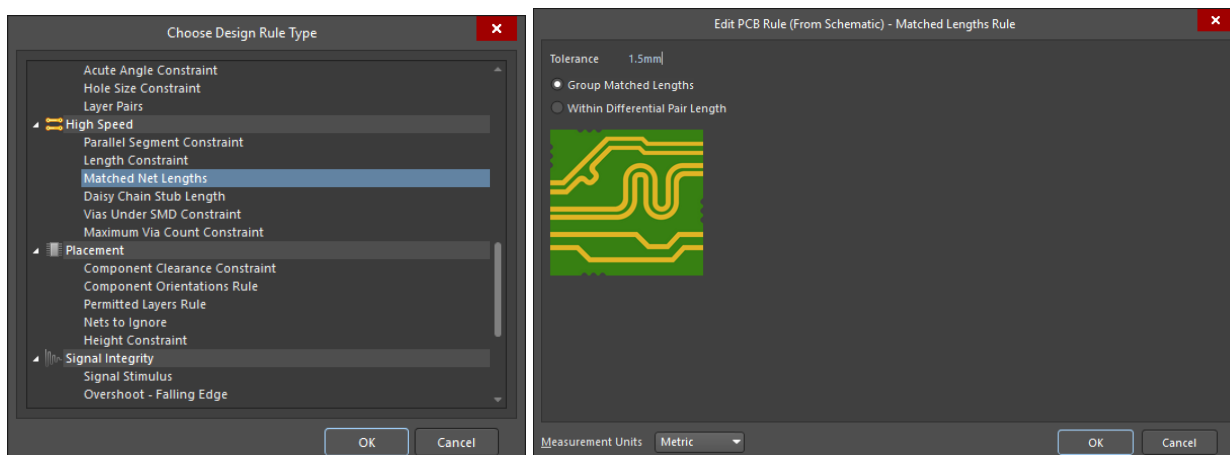 Choose Design Rule Type
Acute Angle Constraint
Hole Size Constraint
Layer Pairs
High Speed
Parallel Segment Constraint
Length Constraint
Matched Net Lengths
Daisy Chain Stub Length
Vias Under SMD Constraint
Maximum Via Count Constraint
Placement
Component Clearance Constraint
Component Orientations Rule
Permitted Layers Rule
Nets to Ignore
Height Constraint
Signal Integrity
Signal Stimulus
Overshoot - Falling Edge
OK Cancel
Edit PCB Rule (From Schematic) - Matched Lengths Rule
Tolerance 1.5mm
Group Matched Lengths
Within Differential Pair Length
Measurement Units Metric OK Cancel